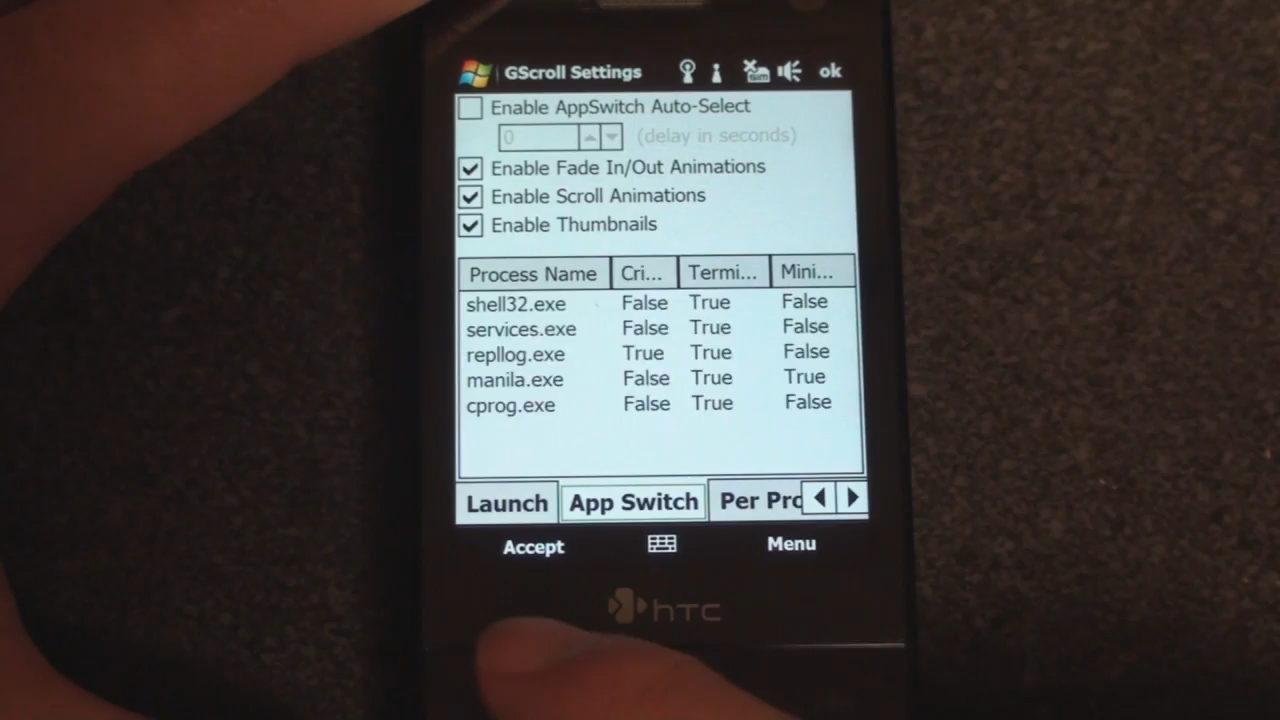 GScroll Settings sim ok
Enable AppSwitch Auto-Select
0 (delay in seconds)
Enable Fade In/Out Animations
Enable Scroll Animations
Enable Thumbnails
Process Name Cri... Termi... Mini...
shell32.exe False True False
services.exe False True False
repllog.exe True True False
manila.exe False True True
cprog.exe False True False
Launch App Switch Per Pro
Accept Menu
hTC